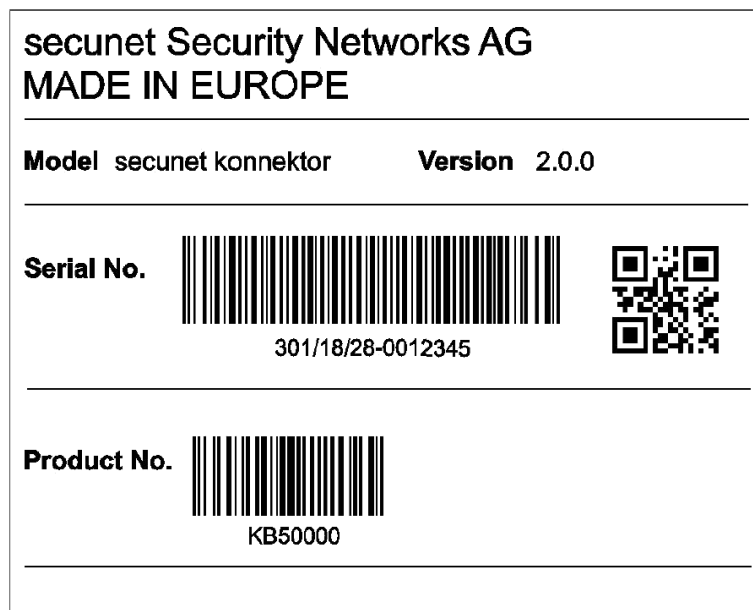 secunet Security Networks AG
MADE IN EUROPE
Model secunet konnektor Version 2.0.0
Serial No.
301/18/28-0012345
Product No.
KB50000